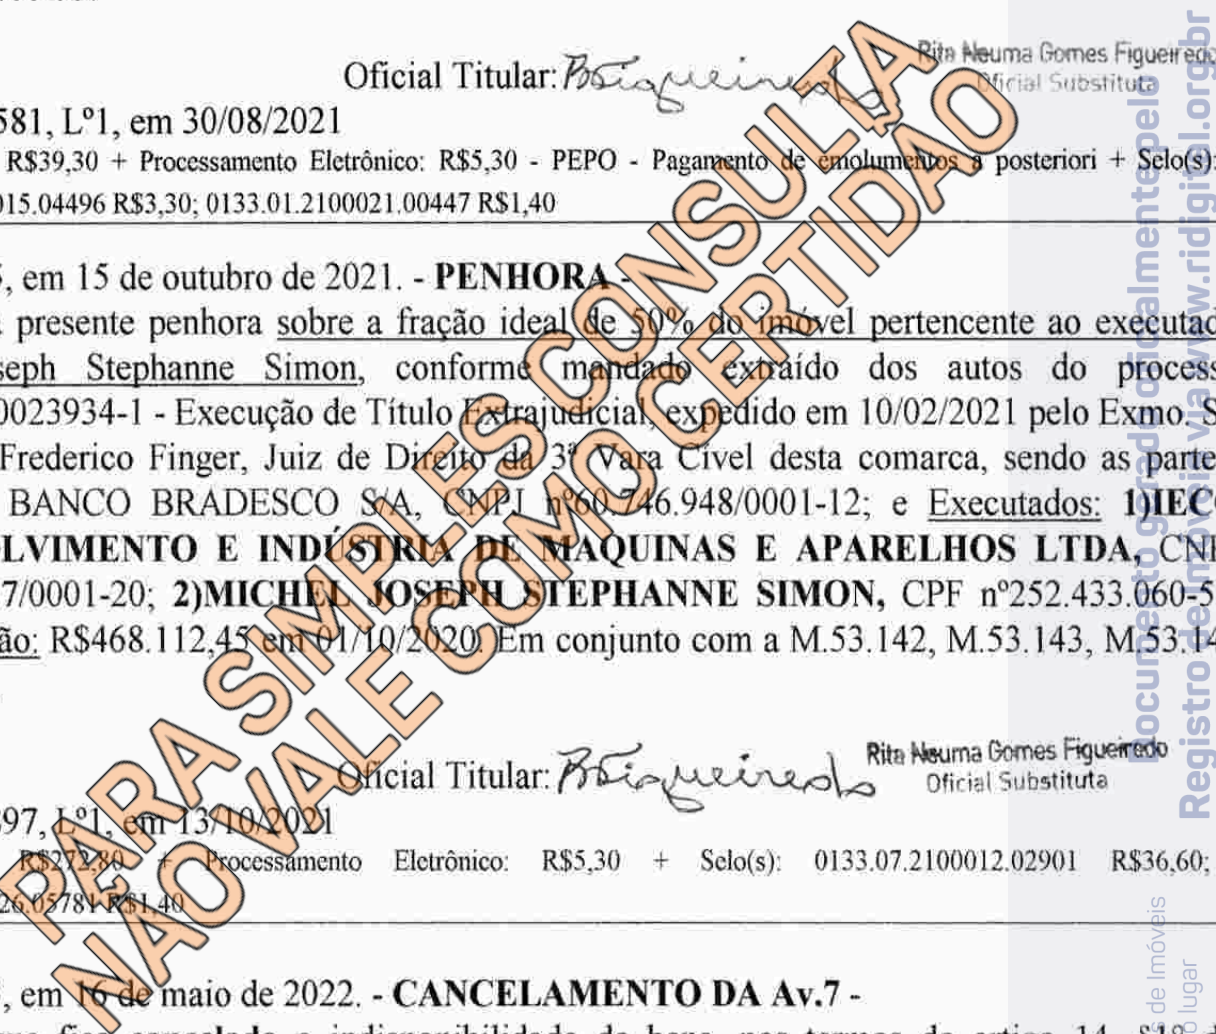 Oficial Titular: Rita Neuma Gomes Figueiredo
Oficial Substituta
581, Lº1, em 30/08/2021
R$39,30 + Processamento Eletrônico: R$5,30 - PEPO - Pagamento de emolumentos a posteriori + Selo(s):
015.04496 R$3,30; 0133.01.2100021.00447 R$1,40
, em 15 de outubro de 2021. - PENHORA -
presente penhora sobre a fração ideal de 50% do imóvel pertencente ao executad
seph Stephanne Simon, conforme mandado extraído dos autos do process
0023934-1 - Execução de Título Extrajudicial, expedido em 10/02/2021 pelo Exmo. S
Frederico Finger, Juiz de Direito da 3ª Vara Cível desta comarca, sendo as parte
BANCO BRADESCO S/A, CNPJ nº60.746.948/0001-12; e Executados: 1)IECO
LVIMENTO E INDÚSTRIA DE MAQUINAS E APARELHOS LTDA, CNP
7/0001-20; 2)MICHEL JOSEPH STEPHANNE SIMON, CPF nº252.433.060-5
ão: R$468.112,45 em 01/10/2020. Em conjunto com a M.53.142, M.53.143, M.53.14
Oficial Titular: Rita Neuma Gomes Figueiredo
Oficial Substituta
397, Lº1, em 13/10/2021
R$272,80 + Processamento Eletrônico: R$5,30 + Selo(s): 0133.07.2100012.02901 R$36,60;
26.05781 R$1,40
, em 16 de maio de 2022. - CANCELAMENTO DA Av.7 -
PARA SIMPLES CONSULTA
NÃO VALE COMO CERTIDÃO
Documento gerado oficialmente pelo
Registro de Imóveis via www.ridigital.org.br
de Imóveis
lugar